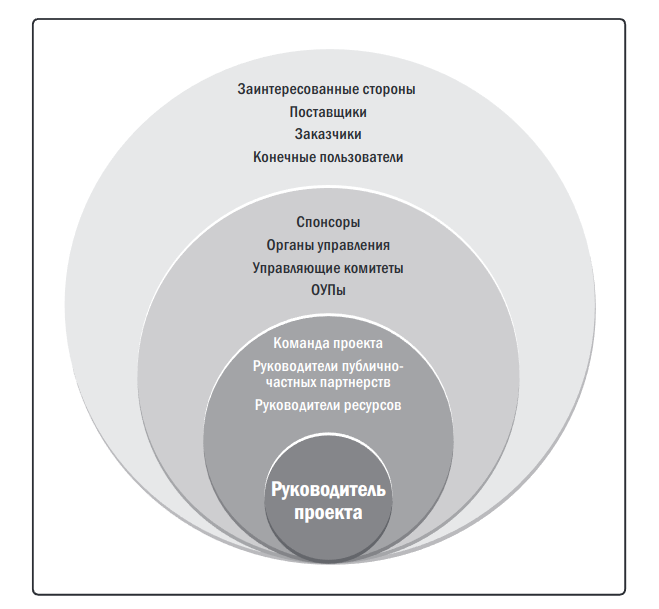 Заинтересованные стороны
Поставщики
Заказчики
Конечные пользователи
Спонсоры
Органы управления
Управляющие комитеты
ОУПы
Команда проекта
Руководители публично-
частных партнерств
Руководители ресурсов
Руководитель
проекта